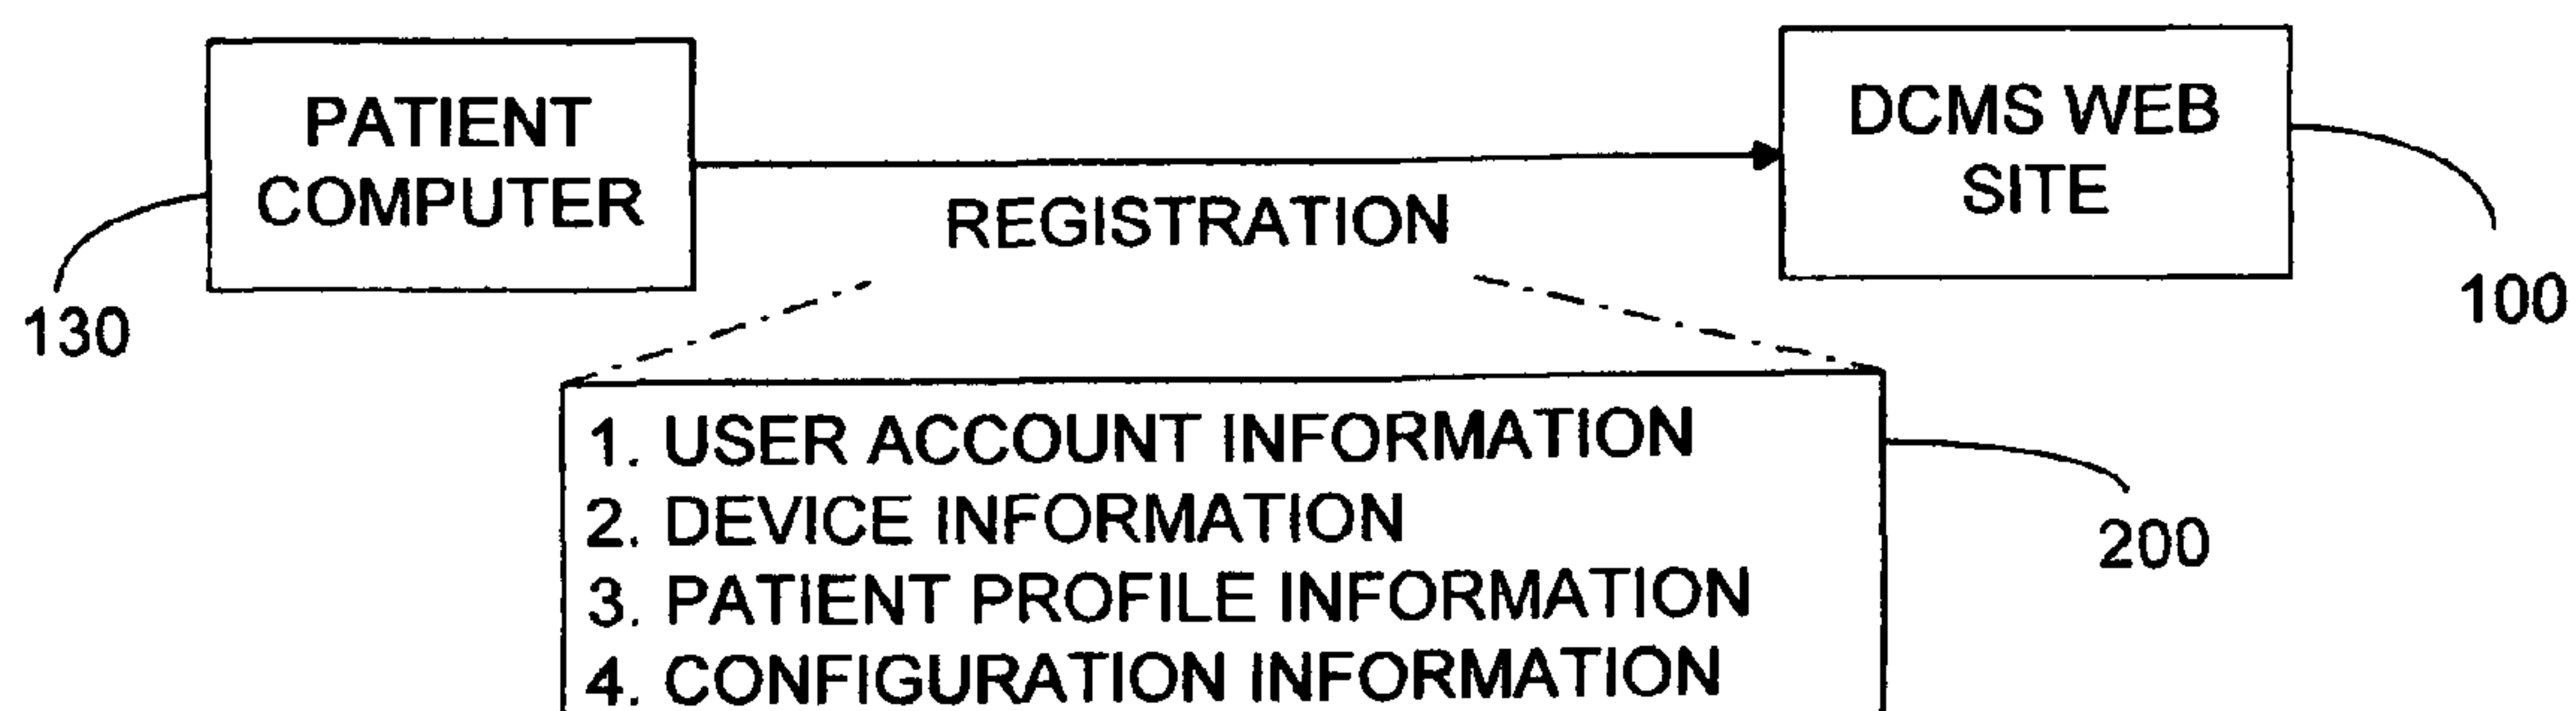 PATIENT
COMPUTER
DCMS WEB
SITE
REGISTRATION
130
100
1. USER ACCOUNT INFORMATION
2. DEVICE INFORMATION
3. PATIENT PROFILE INFORMATION
4. CONFIGURATION INFORMATION
200